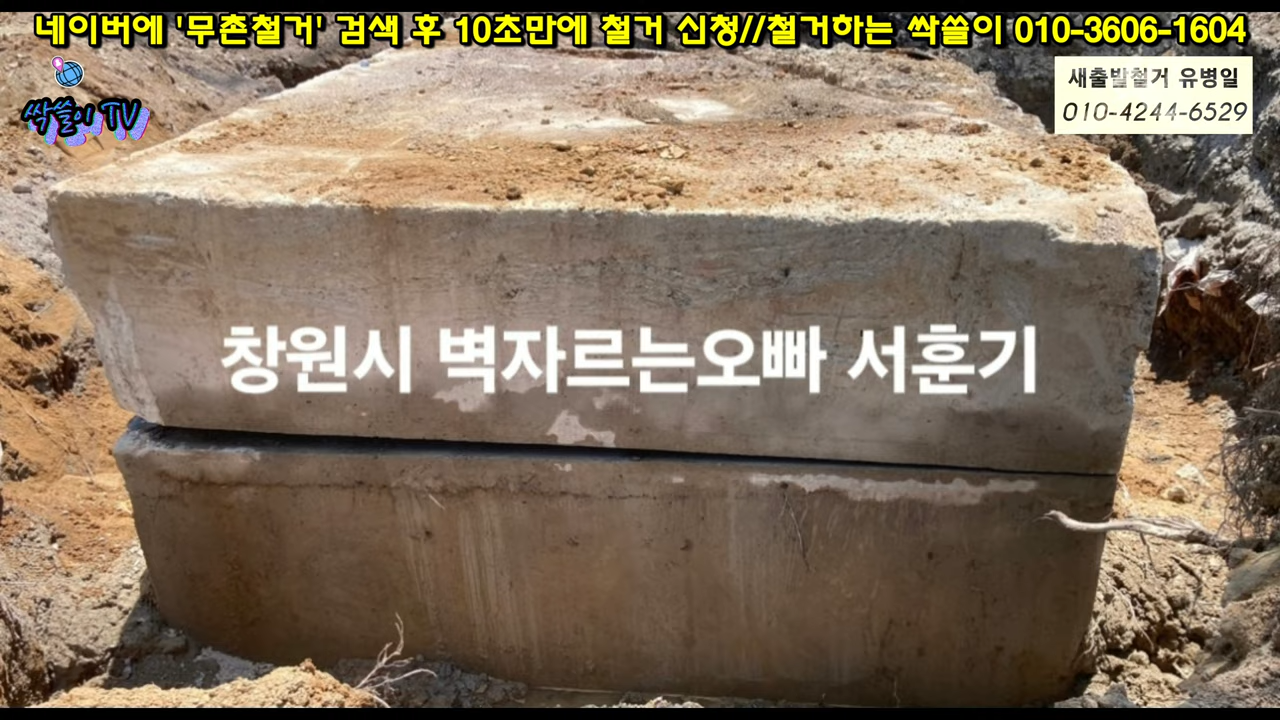 네이버에 '무촌철거' 검색 후 10초만에 철거 신청//철거하는 싹쓸이 010-3606-1604
싹쓸이 TV
새출발철거 유병일
010-4244-6529
창원시 벽자르는오빠 서훈기